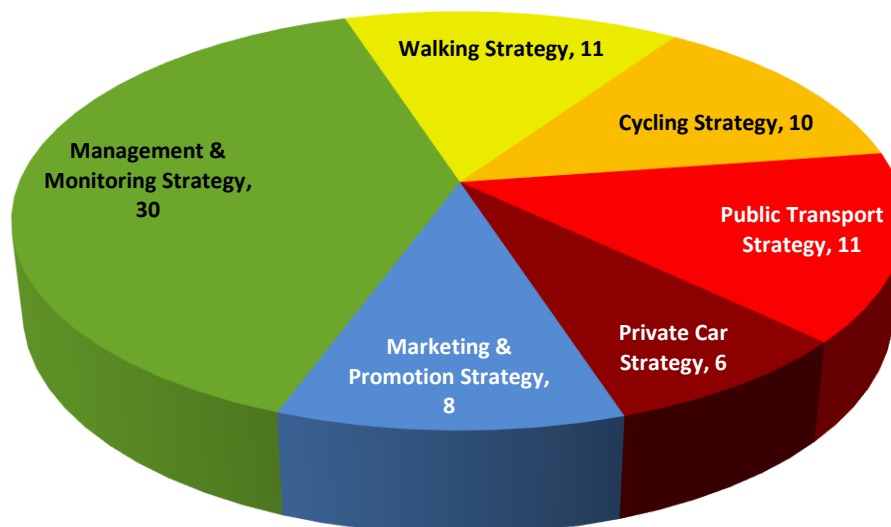 Walking Strategy, 11
Cycling Strategy, 10
Public Transport
Strategy, 11
Private Car
Strategy, 6
Marketing &
Promotion Strategy,
8
Management &
Monitoring Strategy,
30